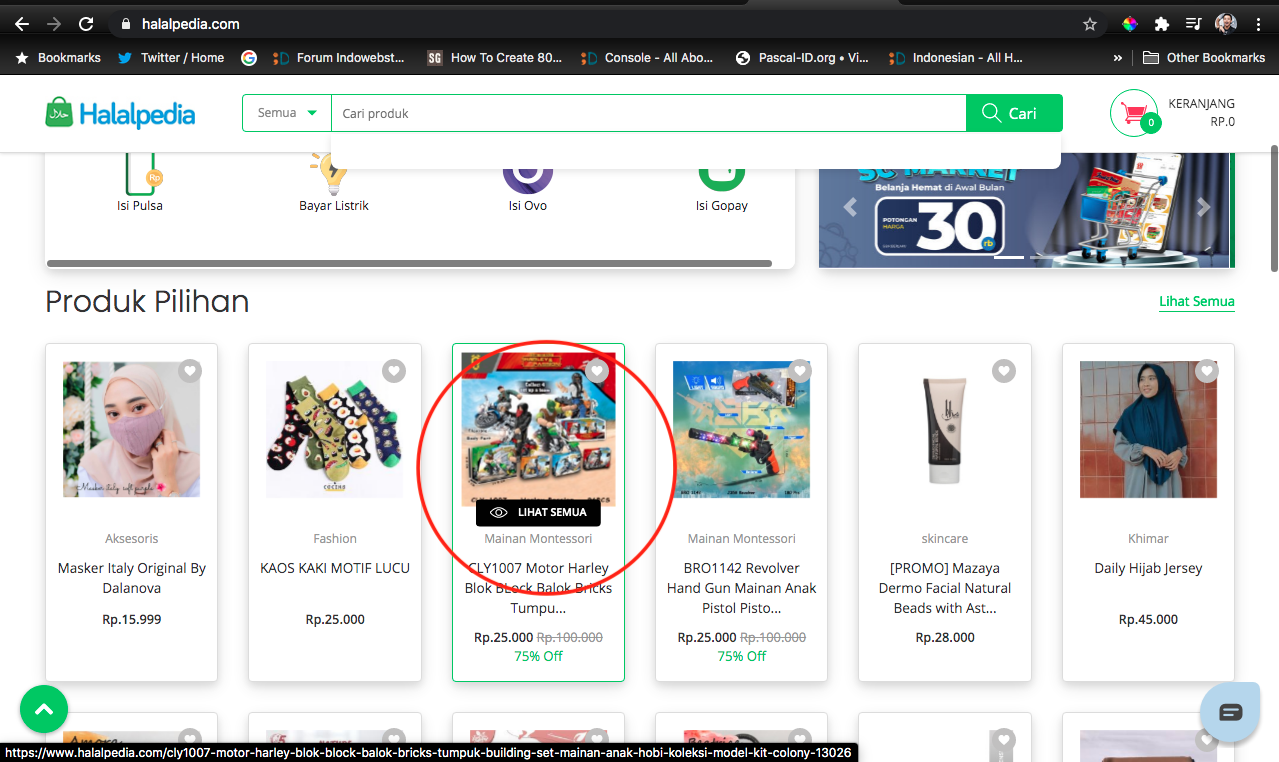 halalpedia.com
Bookmarks
Twitter / Home
Forum Indowebst...
SG
How To Create 80...
Console - All Abo...
Pascal-ID.org • Vi...
Indonesian - All H...
»
Other Bookmarks
Halalpedia
Semua
Cari produk
Cari
0
KERANJANG
RP.0
Rp
Isi Pulsa
Bayar Listrik
Isi Ovo
Isi Gopay
Belanja Hemat di Awal Bulan
POTONGAN
HARGA
30
rb
Produk Pilihan
Lihat Semua
Masker italy soft purple
Aksesoris
Masker Italy Original By
Dalanova
Rp.15.999
Fashion
KAOS KAKI MOTIF LUCU
Rp.25.000
LIHAT SEMUA
Mainan Montessori
CLY1007 Motor Harley
Blok BLock Balok Bricks
Tumpu...
Rp.25.000 Rp.100.000
75% Off
Mainan Montessori
BRO1142 Revolver
Hand Gun Mainan Anak
Pistol Pisto...
Rp.25.000 Rp.100.000
75% Off
skincare
[PROMO] Mazaya
Dermo Facial Natural
Beads with Ast...
Rp.28.000
Khimar
Daily Hijab Jersey
Rp.45.000
https://www.halalpedia.com/cly1007-motor-harley-blok-block-balok-bricks-tumpuk-building-set-mainan-anak-hobi-koleksi-model-kit-colony-13026